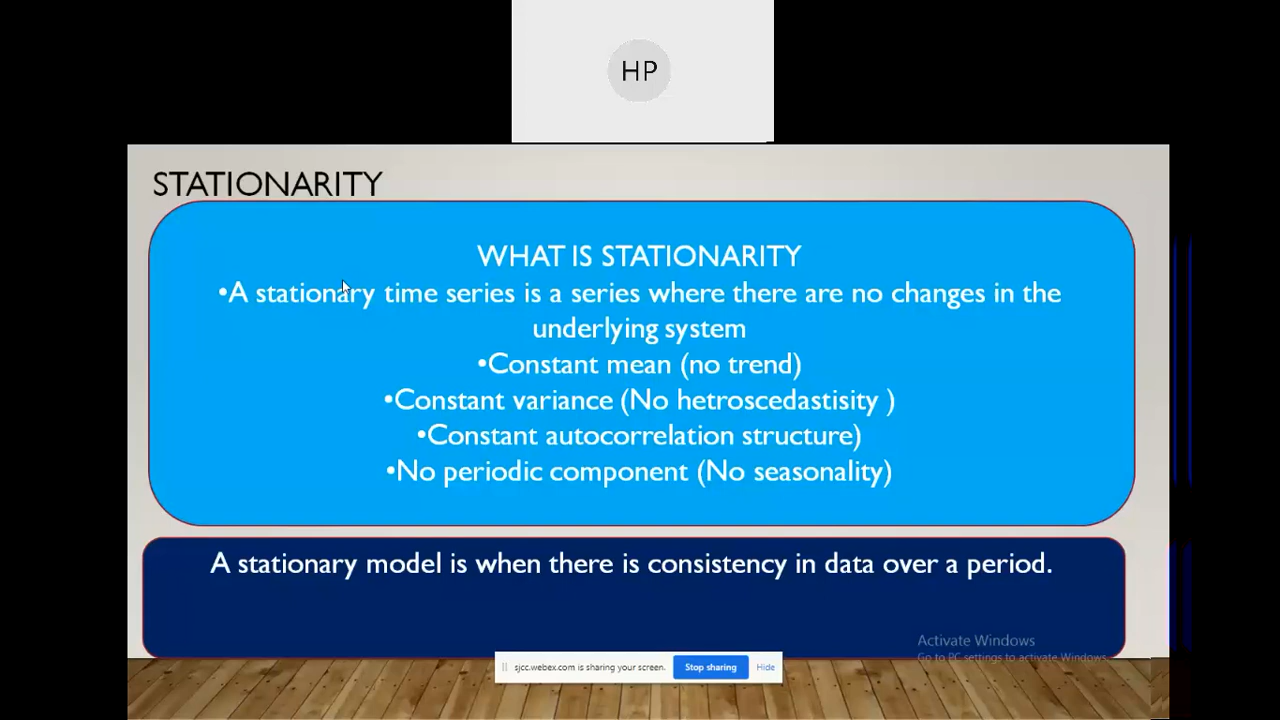 HP
STATIONARITY
WHAT IS STATIONARITY
•A stationary time series is a series where there are no changes in the
underlying system
•Constant mean (no trend)
•Constant variance (No hetroscedastisity )
•Constant autocorrelation structure)
•No periodic component (No seasonality)
A stationary model is when there is consistency in data over a period.
Activate Windows
Go to PC settings to activate Windows.
sjcc.webex.com is sharing your screen.
Stop sharing
Hide